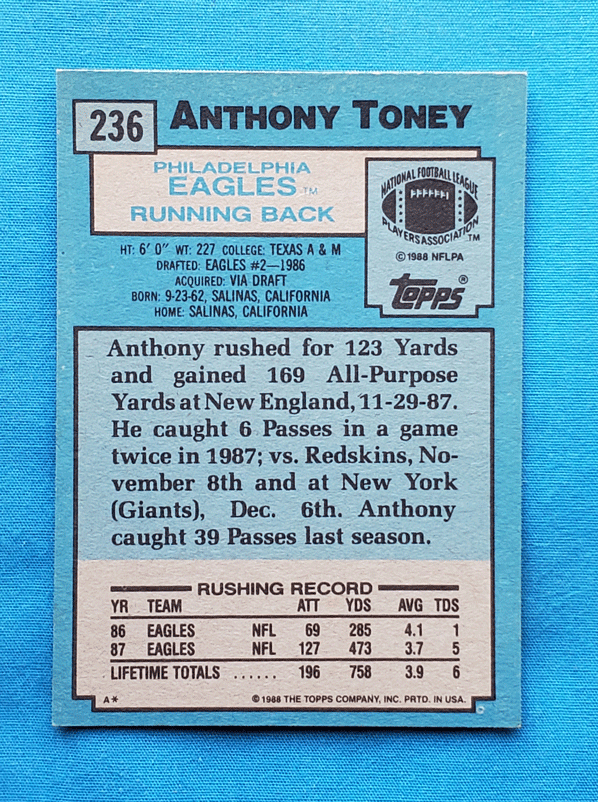 236
ANTHONY TONEY
PHILADELPHIA
EAGLES TM
RUNNING BACK
NATIONAL FOOTBALL LEAGUE
PLAYERS ASSOCIATION TM
© 1988 NFLPA
topps®
HT: 6' 0" WT: 227 COLLEGE: TEXAS A & M
DRAFTED: EAGLES #2—1986
ACQUIRED: VIA DRAFT
BORN: 9-23-62, SALINAS, CALIFORNIA
HOME: SALINAS, CALIFORNIA
Anthony rushed for 123 Yards
and gained 169 All-Purpose
Yards at New England, 11-29-87.
He caught 6 Passes in a game
twice in 1987; vs. Redskins, No-
vember 8th and at New York
(Giants), Dec. 6th. Anthony
caught 39 Passes last season.
RUSHING RECORD
YR TEAM ATT YDS AVG TDS
86 EAGLES NFL 69 285 4.1 1
87 EAGLES NFL 127 473 3.7 5
LIFETIME TOTALS ...... 196 758 3.9 6
A* © 1988 THE TOPPS COMPANY, INC. PRTD. IN USA.